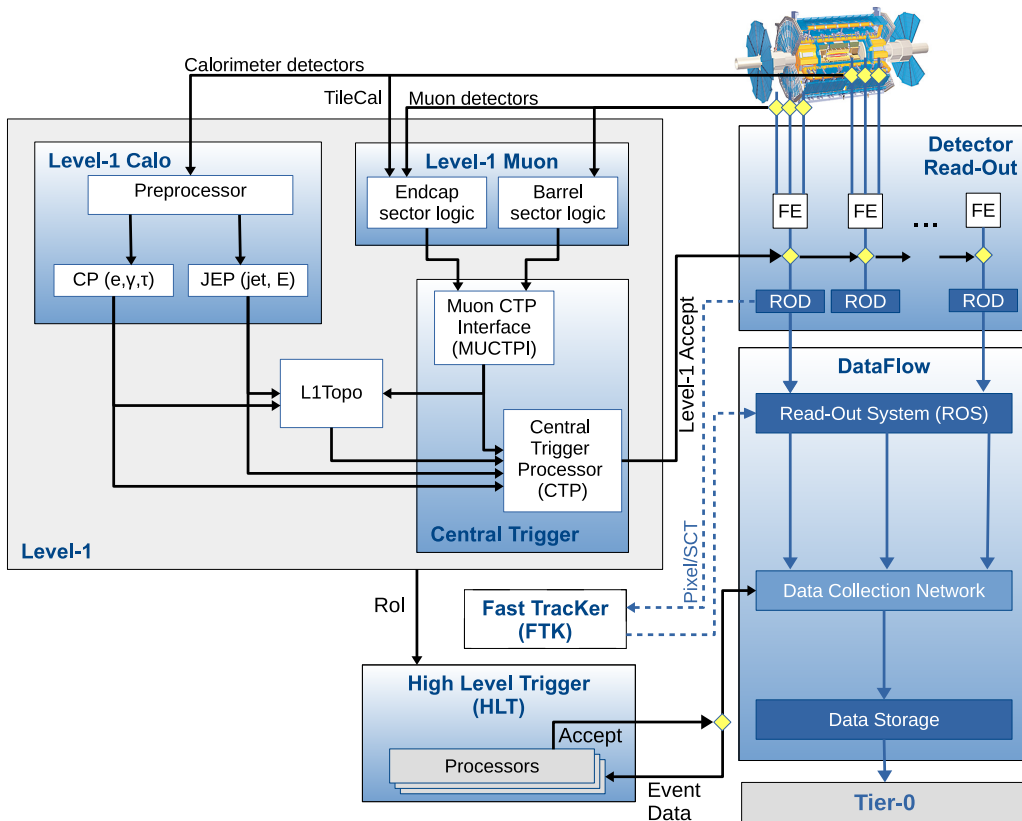 Calorimeter detectors
TileCal
Muon detectors
Level-1 Calo
Preprocessor
CP (e,γ,τ)
JEP (jet, E)
Level-1 Muon
Endcap
sector logic
Barrel
sector logic
Muon CTP
Interface
(MUCTPI)
L1Topo
Central
Trigger
Processor
(CTP)
Central Trigger
Level-1
Level-1 Accept
Detector
Read-Out
FE
FE
...
FE
ROD
ROD
ROD
DataFlow
Read-Out System (ROS)
Pixel/SCT
Data Collection Network
Data Storage
Tier-0
RoI
Fast TracKer
(FTK)
High Level Trigger
(HLT)
Accept
Processors
Event
Data